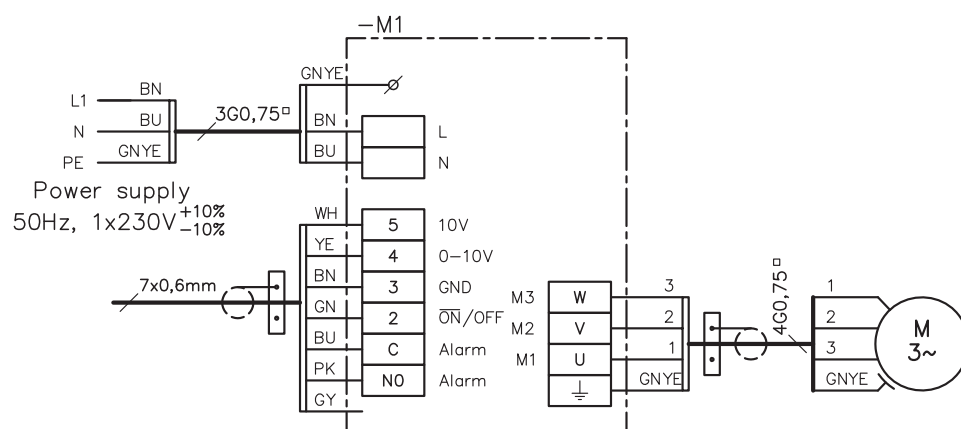 –M1
GNYE
L1 BN
3G0,75▫
N BU
BN L
PE GNYE
BU N
Power supply
50Hz, 1x230V +10%
–10%
WH 5 10V
YE 4 0–10V
BN 3 GND
7x0,6mm
GN 2 O̅N̅/OFF
BU C Alarm
PK NO Alarm
GY
M3 W 3
M2 V 2
M1 U 1
GNYE
4G0,75▫
1
2
3
GNYE
M
3~